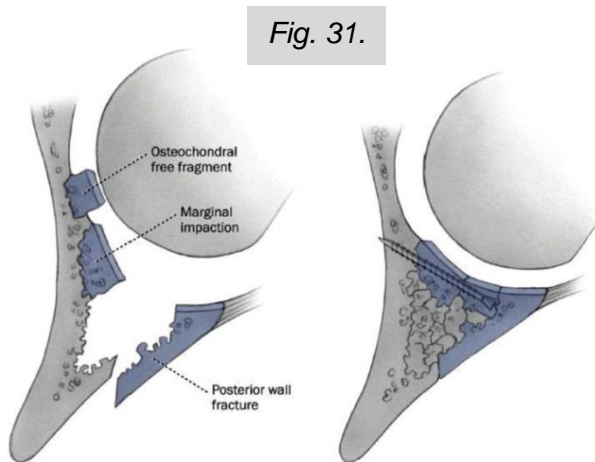 Fig. 31.
Osteochondral
free fragment
Marginal
impaction
Posterior wall
fracture